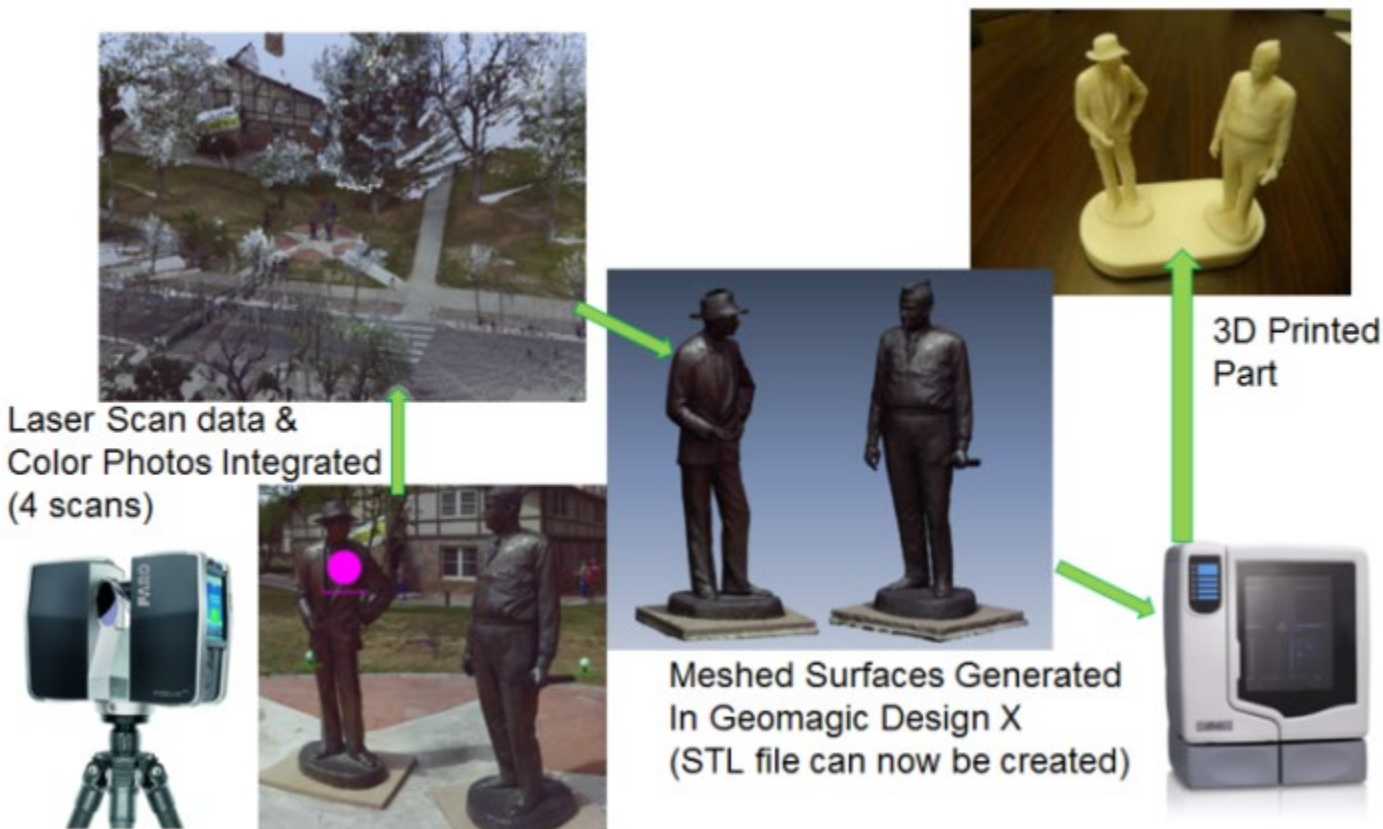 Laser Scan data &
Color Photos Integrated
(4 scans)
FARO
Meshed Surfaces Generated
In Geomagic Design X
(STL file can now be created)
3D Printed
Part